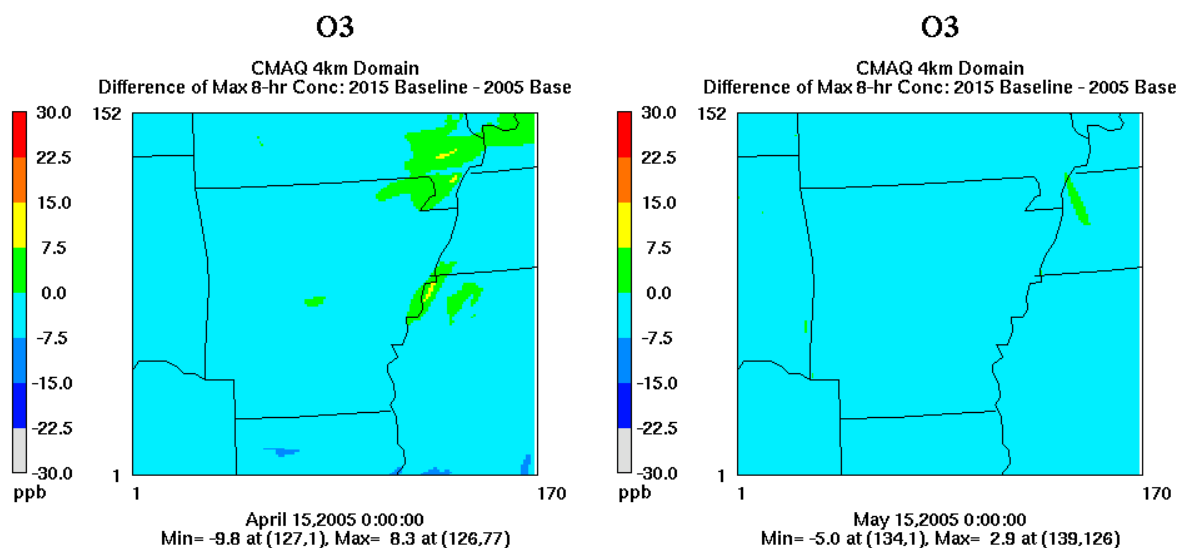 O3
CMAQ 4km Domain
Difference of Max 8-hr Conc: 2015 Baseline - 2005 Base
30.0
22.5
15.0
7.5
0.0
-7.5
-15.0
-22.5
-30.0
ppb
152
1
1
170
April 15,2005 0:00:00
Min= -9.8 at (127,1), Max= 8.3 at (126,77)
O3
CMAQ 4km Domain
Difference of Max 8-hr Conc: 2015 Baseline - 2005 Base
30.0
22.5
15.0
7.5
0.0
-7.5
-15.0
-22.5
-30.0
ppb
152
1
1
170
May 15,2005 0:00:00
Min= -5.0 at (134,1), Max= 2.9 at (139,126)